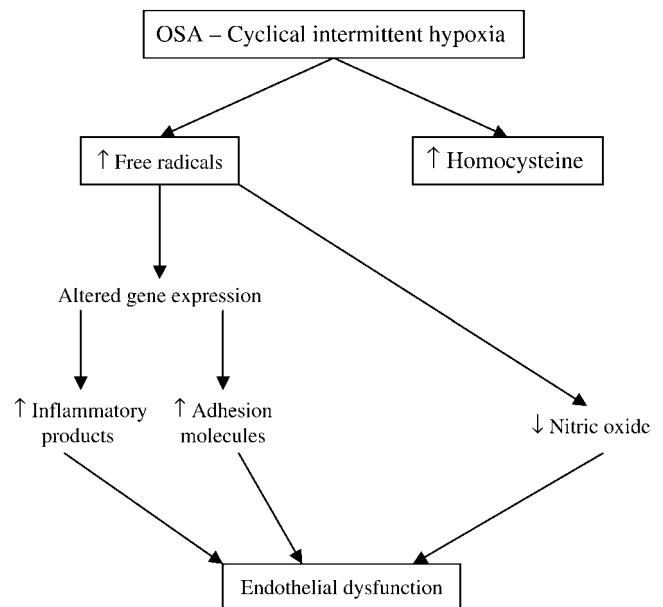 OSA – Cyclical intermittent hypoxia
↑ Free radicals
↑ Homocysteine
Altered gene expression
↑ Inflammatory
products
↑ Adhesion
molecules
↓ Nitric oxide
Endothelial dysfunction